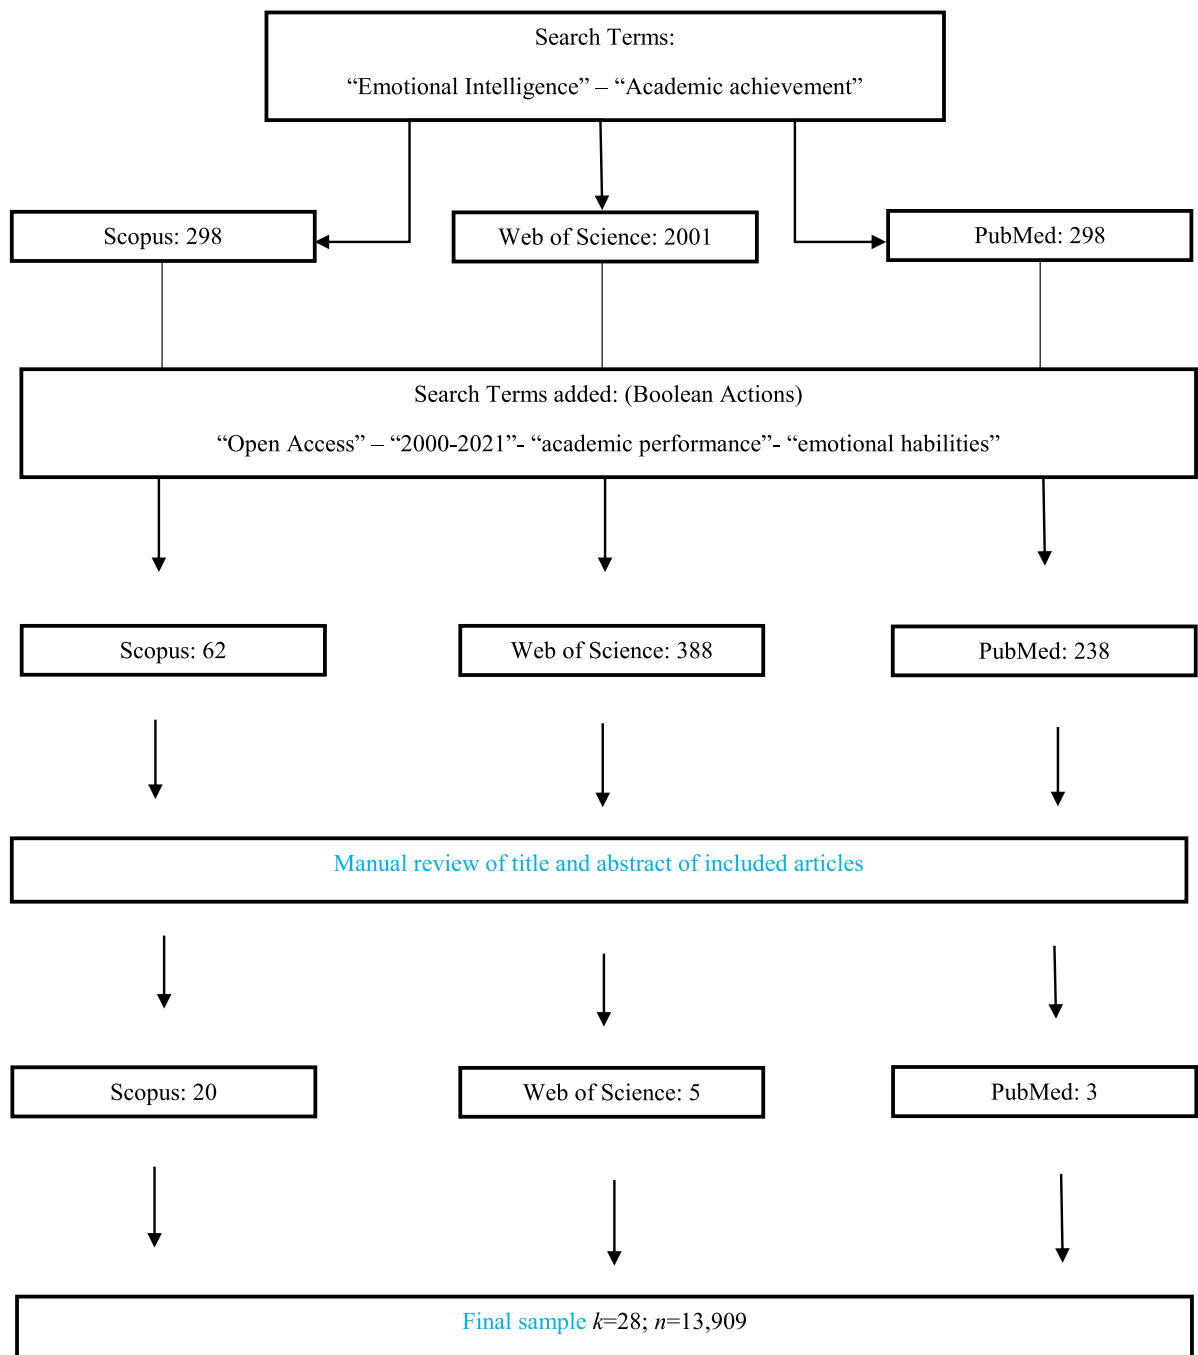 Search Terms:
“Emotional Intelligence” – “Academic achievement”
Scopus: 298
Web of Science: 2001
PubMed: 298
Search Terms added: (Boolean Actions)
“Open Access” – “2000-2021”- “academic performance”- “emotional habilities”
Scopus: 62
Web of Science: 388
PubMed: 238
Manual review of title and abstract of included articles
Scopus: 20
Web of Science: 5
PubMed: 3
Final sample k=28; n=13,909